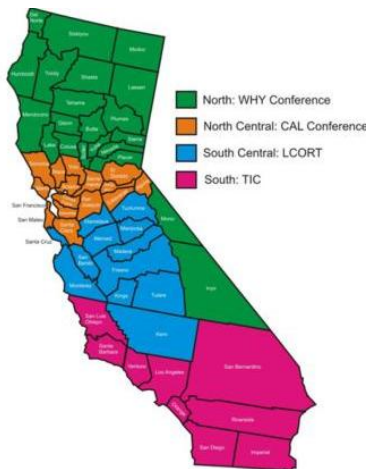 Del
Norte
Siskiyou
Modoc
Humboldt
Trinity
Shasta
Lassen
North: WHY Conference
Tehama
Plumas
Mendocino
Glenn
Butte
Sierra
North Central: CAL Conference
Lake
Colusa
Placer
South Central: LCORT
South: TIC
San Francisco
Tuolumne
San Mateo
Mono
Mariposa
Merced
Santa Cruz
Madera
Fresno
Inyo
Monterey
Kings
Tulare
San Luis
Obispo
Kern
Santa
Barbara
San Bernardino
Ventura
Los Angeles
Orange
Riverside
San Diego
Imperial